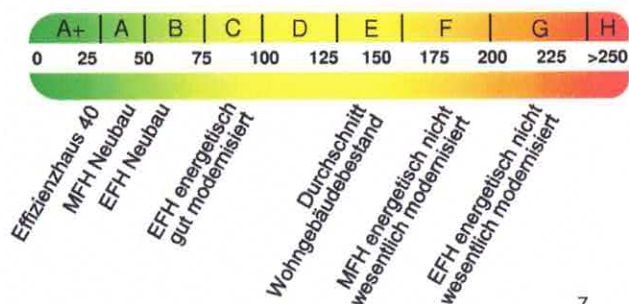 A+ A B C D E F G H
0 25 50 75 100 125 150 175 200 225 >250
Effizienzhaus 40
MFH Neubau
EFH Neubau
EFH energetisch
gut modernisiert
Durchschnitt
Wohngebäudebestand
MFH energetisch nicht
wesentlich modernisiert
EFH energetisch nicht
wesentlich modernisiert
7